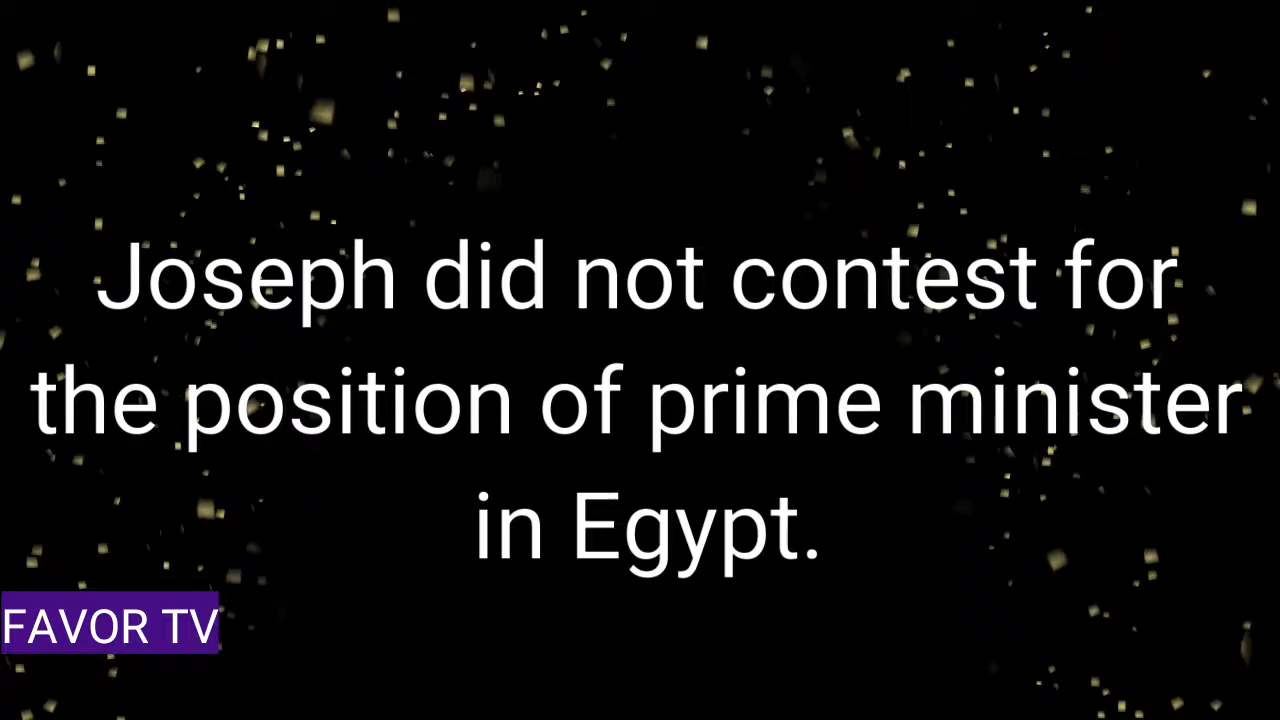 Joseph did not contest for
the position of prime minister
in Egypt.
FAVOR TV